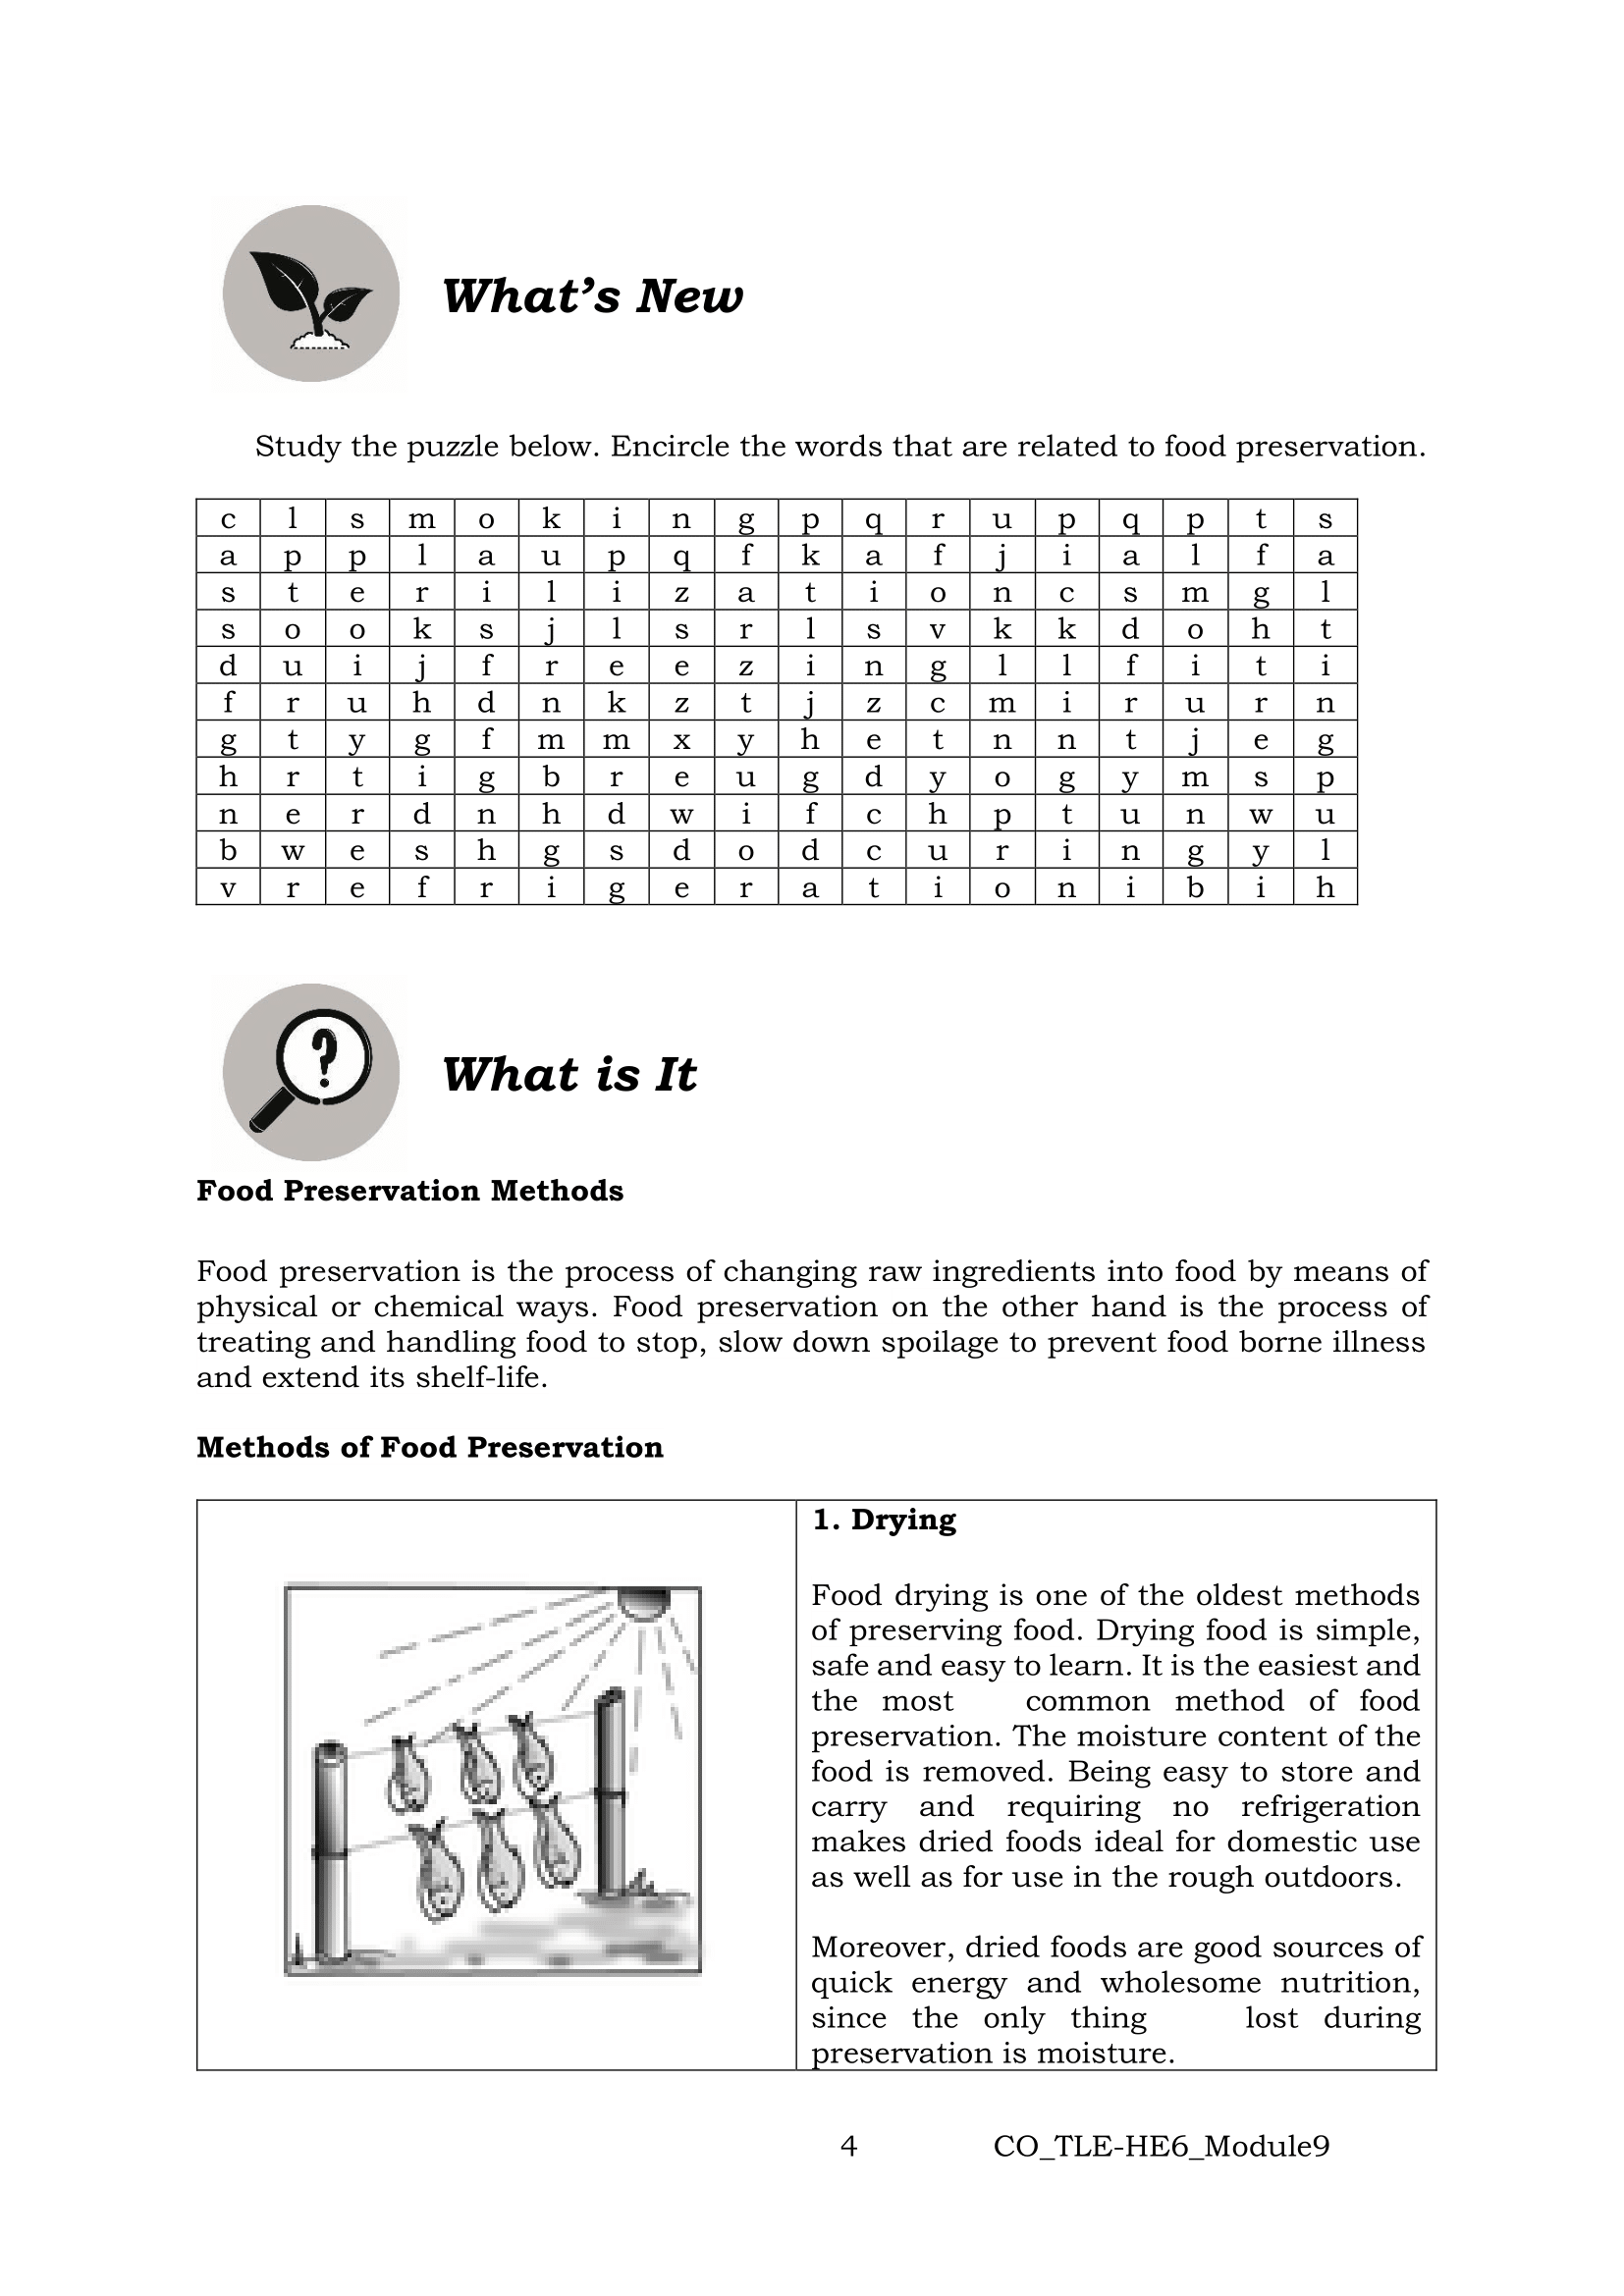 What's New
Study the puzzle below. Encircle the words that are related to food preservation.
c l s m o k i n g p q r u p q p t s
a p p l a u p q f k a f j i a l f a
s t e r i l i z a t i o n c s m g l
s o o k s j l s r l s v k k d o h t
d u i j f r e e z i n g l l f i t i
f r u h d n k z t j z c m i r u r n
g t y g f m m x y h e t n n t j e g
h r t i g b r e u g d y o g y m s p
n e r d n h d w i f c h p t u n w u
b w e s h g s d o d c u r i n g y l
v r e f r i g e r a t i o n i b i h
?
What is It
Food Preservation Methods
Food preservation is the process of changing raw ingredients into food by means of
physical or chemical ways. Food preservation on the other hand is the process of
treating and handling food to stop, slow down spoilage to prevent food borne illness
and extend its shelf-life.
Methods of Food Preservation
1. Drying
Food drying is one of the oldest methods
of preserving food. Drying food is simple,
safe and easy to learn. It is the easiest and
the most common method of food
preservation. The moisture content of the
food is removed. Being easy to store and
carry and requiring no refrigeration
makes dried foods ideal for domestic use
as well as for use in the rough outdoors.
Moreover, dried foods are good sources of
quick energy and wholesome nutrition,
since the only thing lost during
preservation is moisture.
4 CO_TLE-HE6_Module9